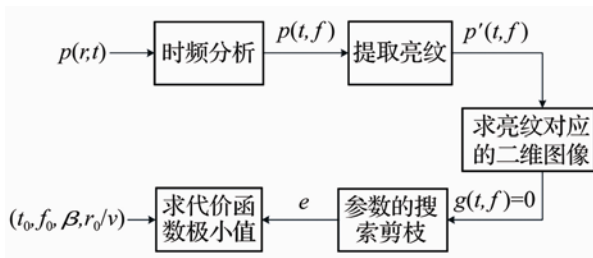 p(r,t)
时频分析
p(t,f)
提取亮纹
p′(t,f)
求亮纹对应
的二维图像
g(t,f)=0
参数的搜
索剪枝
e
求代价函
数极小值
(t₀,f₀,β,r₀/v)